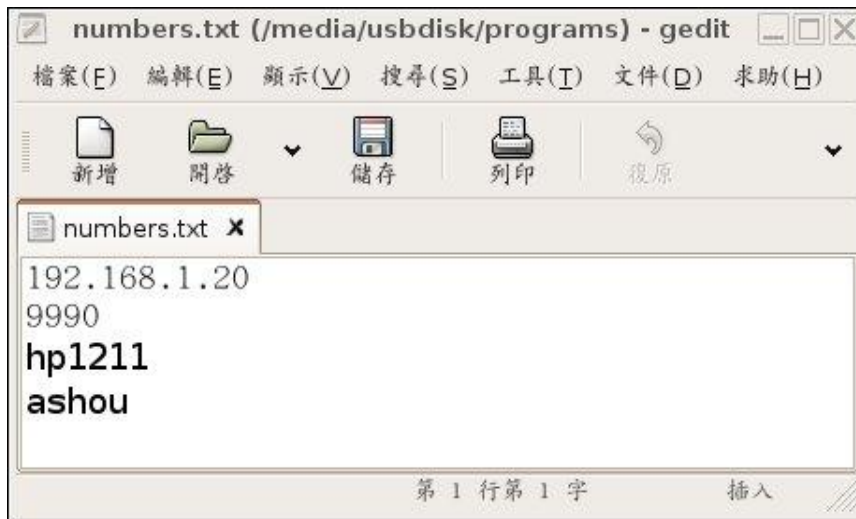 numbers.txt (/media/usbdisk/programs) - gedit
檔案(F) 編輯(E) 顯示(V) 搜尋(S) 工具(T) 文件(D) 求助(H)
新增 開啓 儲存 列印 復原
numbers.txt
192.168.1.20
9990
hp1211
ashou
第 1 行第 1 字 插入